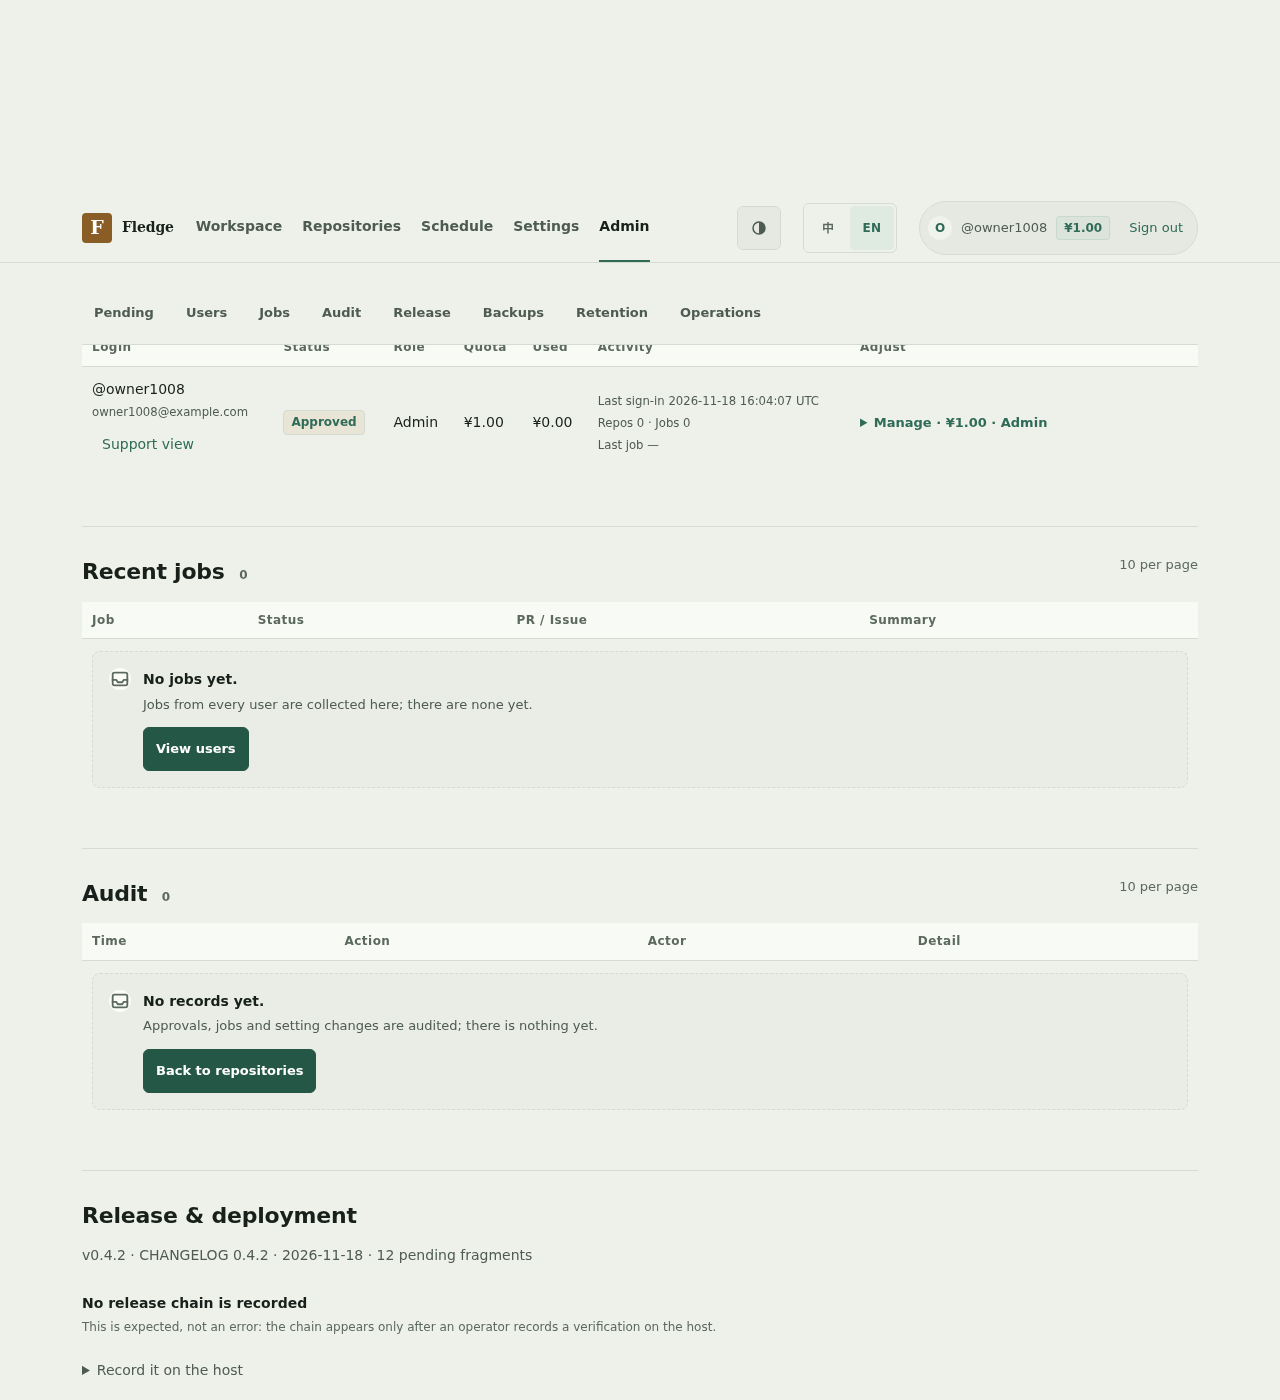 F Fledge Workspace Repositories Schedule Settings Admin 中 EN O @owner1008 ¥1.00 Sign out
Pending Users Jobs Audit Release Backups Retention Operations
Login Status Role Quota Used Activity Adjust
@owner1008
owner1008@example.com
Support view
Approved Admin ¥1.00 ¥0.00
Last sign-in 2026-11-18 16:04:07 UTC
Repos 0 · Jobs 0
Last job —
Manage · ¥1.00 · Admin
Recent jobs 0 10 per page
Job Status PR / Issue Summary
No jobs yet.
Jobs from every user are collected here; there are none yet.
View users
Audit 0 10 per page
Time Action Actor Detail
No records yet.
Approvals, jobs and setting changes are audited; there is nothing yet.
Back to repositories
Release & deployment
v0.4.2 · CHANGELOG 0.4.2 · 2026-11-18 · 12 pending fragments
No release chain is recorded
This is expected, not an error: the chain appears only after an operator records a verification on the host.
Record it on the host